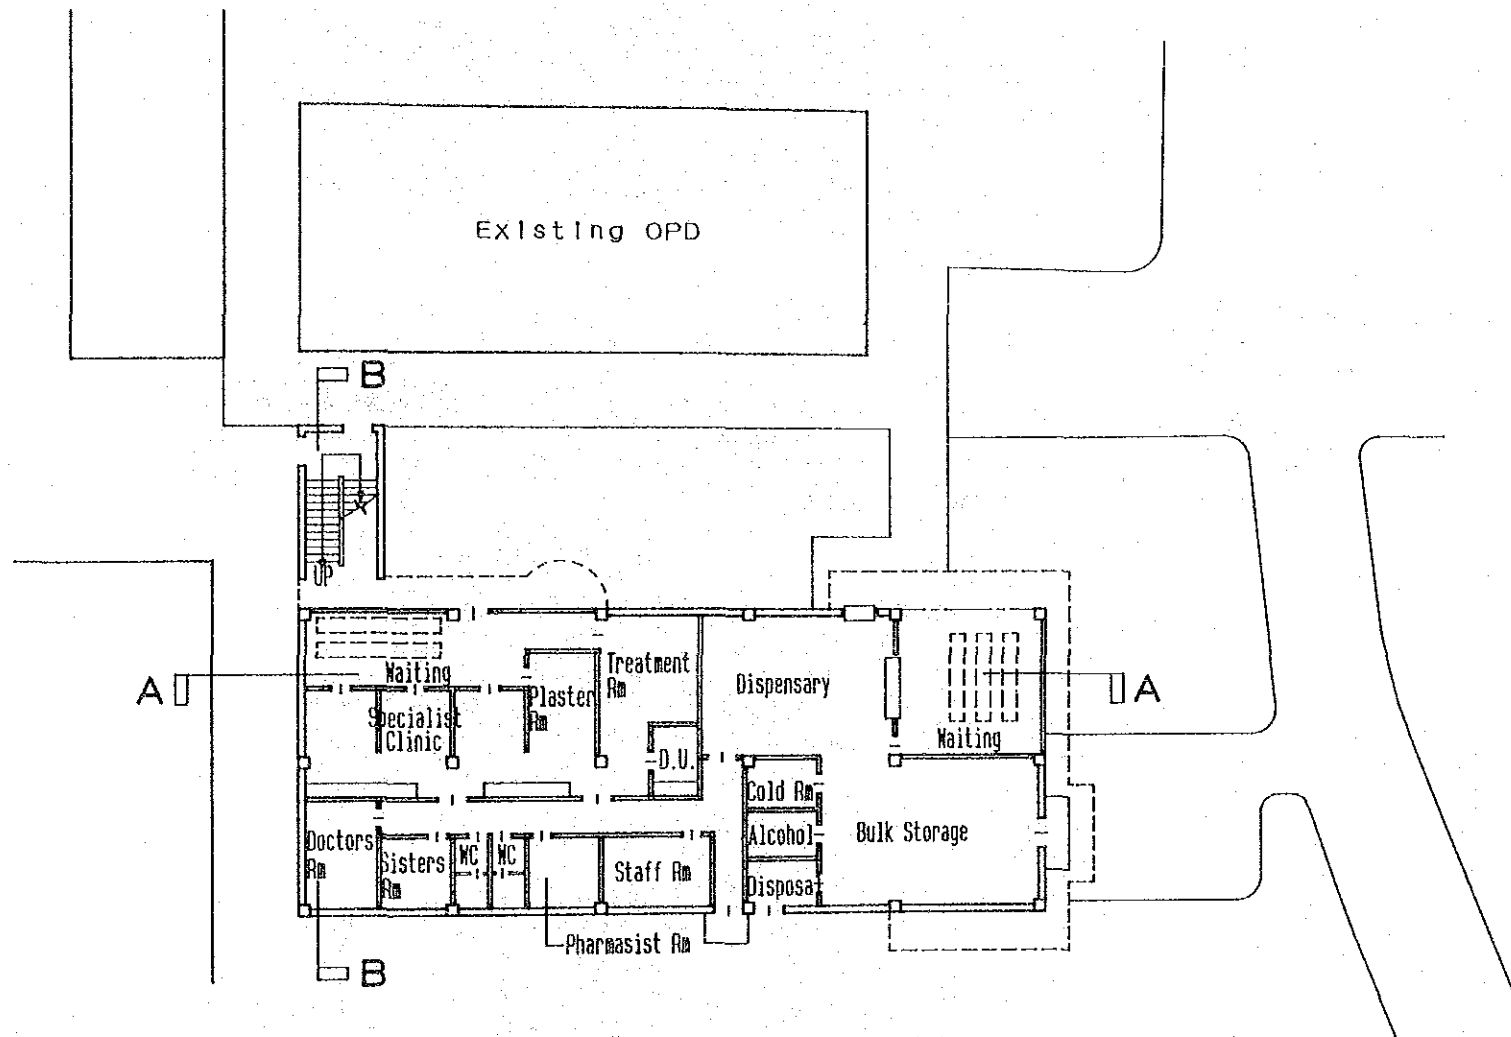 Existing OPD
B
UP
Waiting
Treatment
Rm
A
Plaster
Rm
Dispensary
A
Specialist
Clinic
Waiting
D.U.
Cold Rm
Doctors
Rm
Alcohol
Bulk Storage
WC
WC
Sisters
Rm
Staff Rm
Disposa
Pharmasist Rm
B